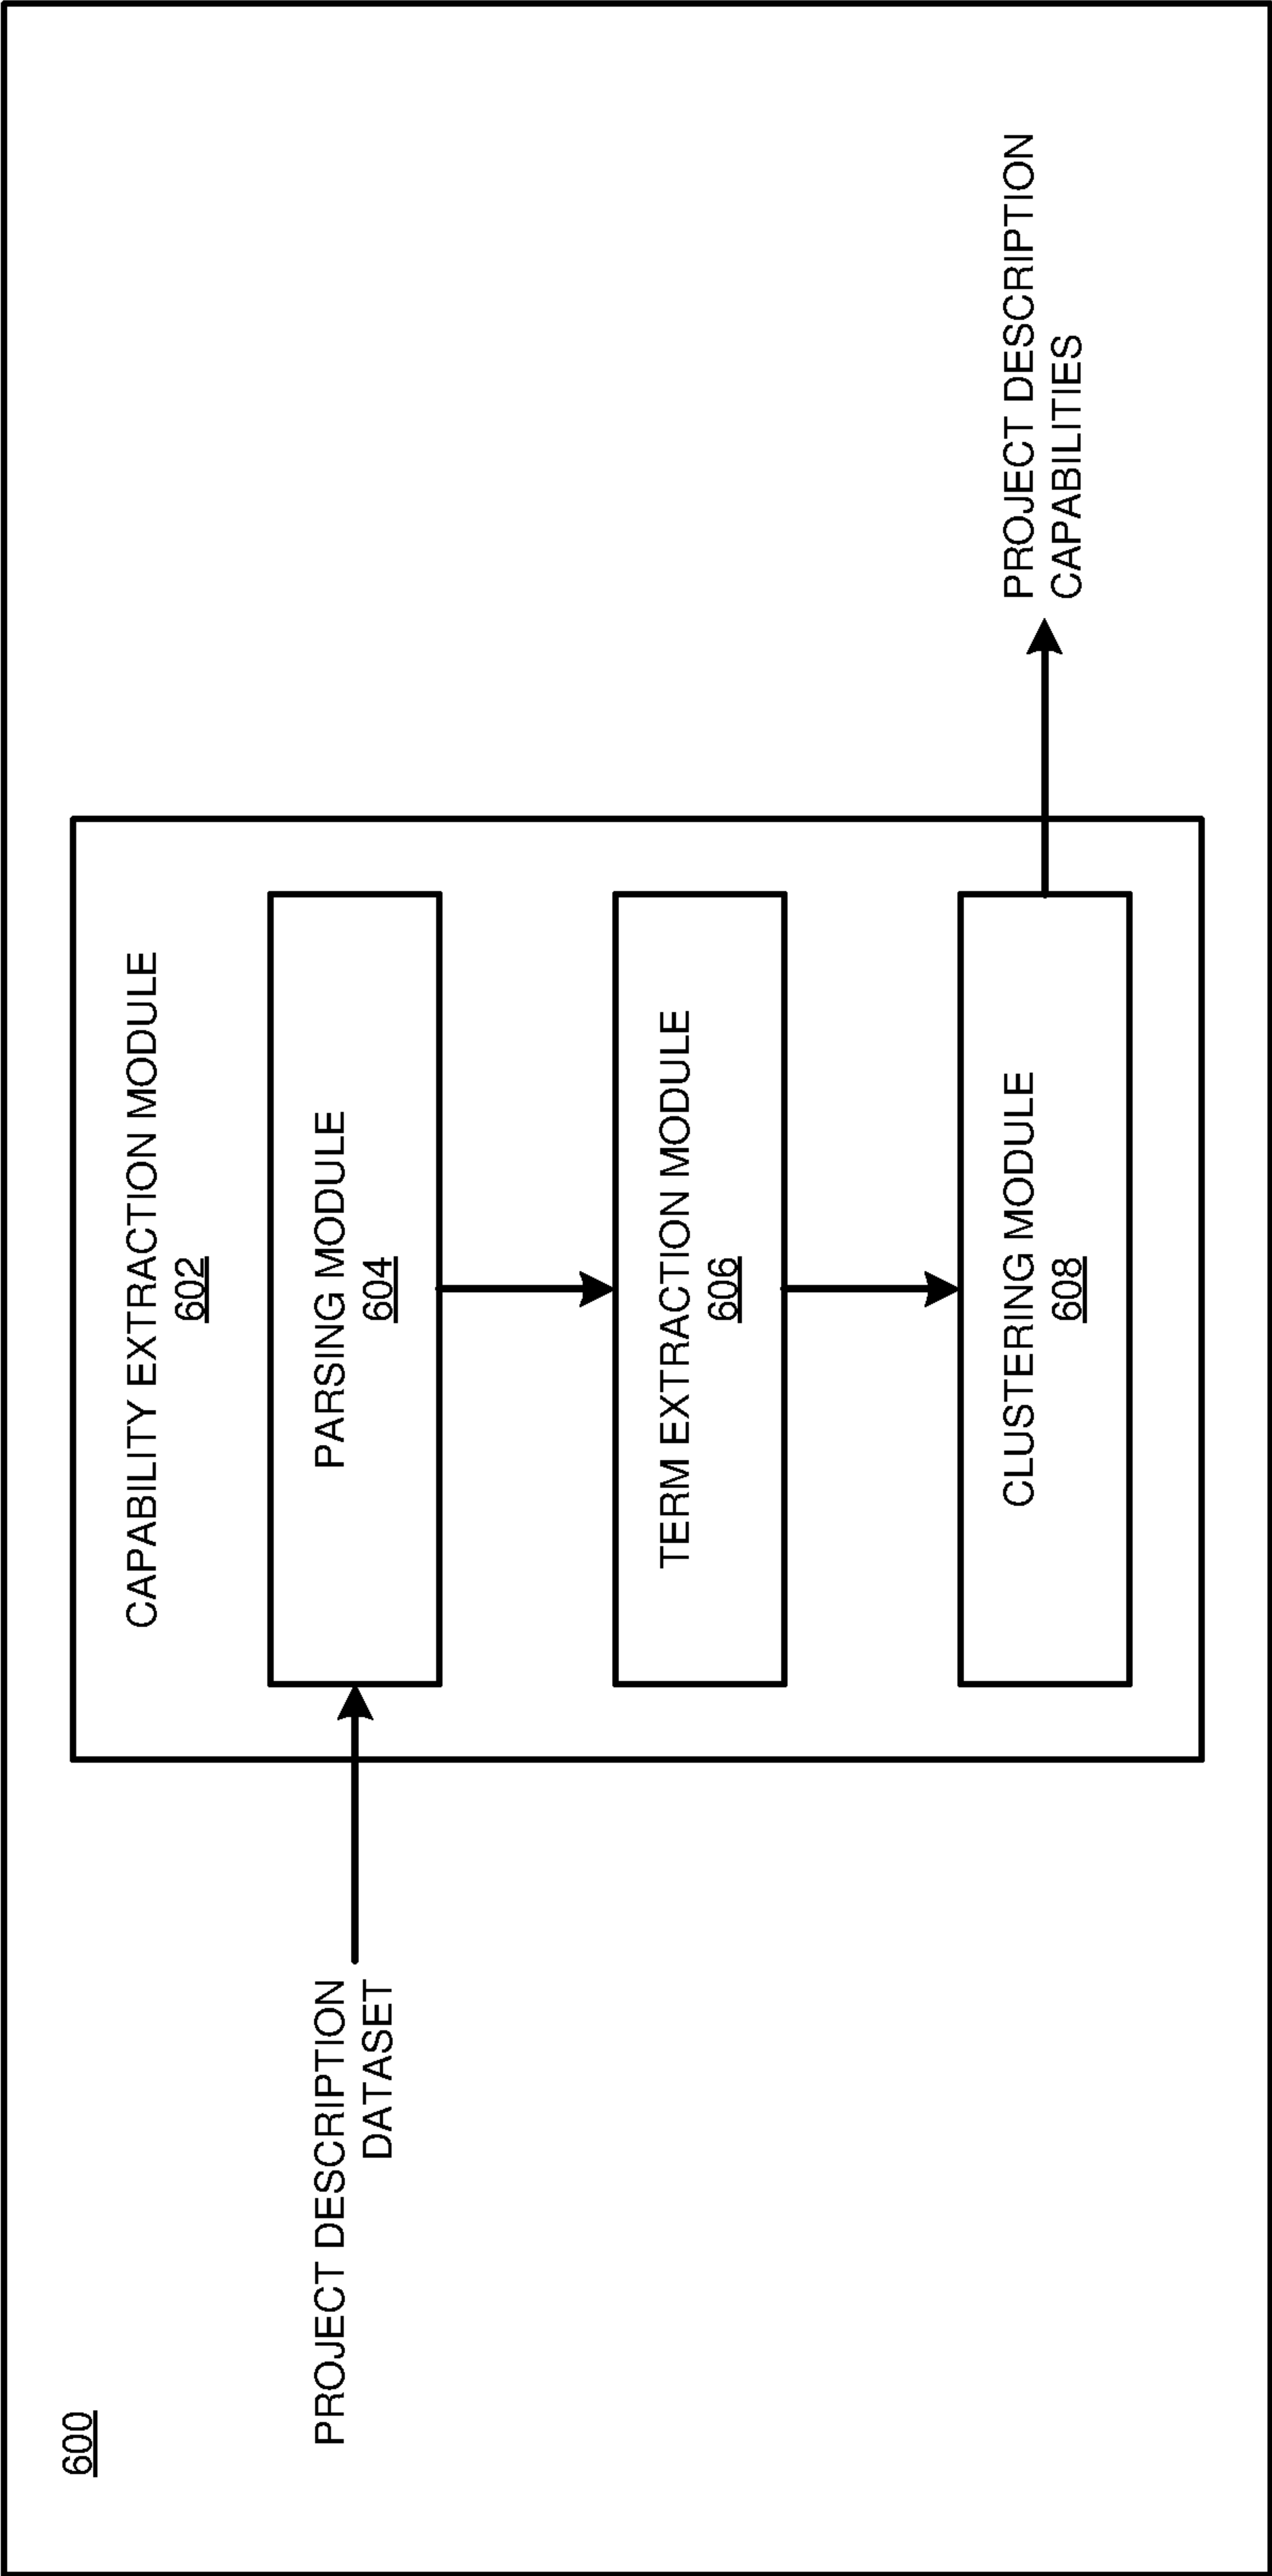 600
PROJECT DESCRIPTION
DATASET
CAPABILITY EXTRACTION MODULE
602
PARSING MODULE
604
TERM EXTRACTION MODULE
606
CLUSTERING MODULE
608
PROJECT DESCRIPTION
CAPABILITIES